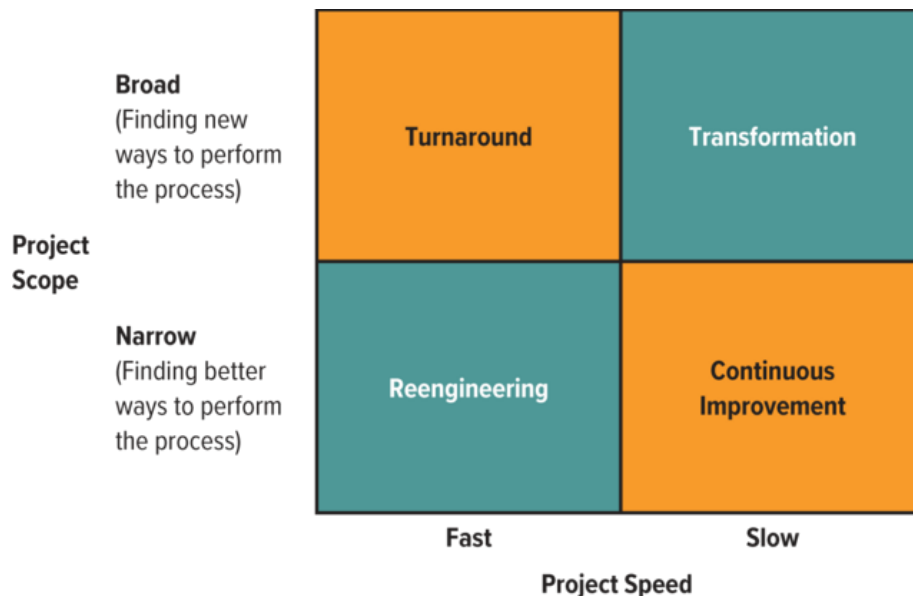 Broad
(Finding new
ways to perform
the process)
Turnaround
Transformation
Project
Scope
Narrow
(Finding better
ways to perform
the process)
Reengineering
Continuous
Improvement
Fast
Slow
Project Speed